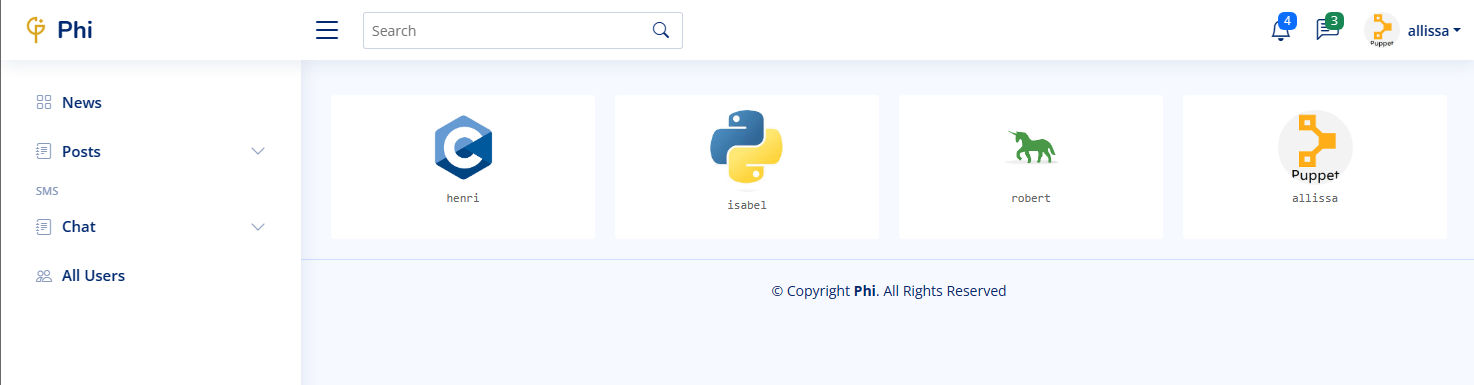 Phi
Search
4
3
Puppet
allissa
News
Posts
SMS
Chat
All Users
C
henri
isabel
robert
Puppet
allissa
© Copyright Phi. All Rights Reserved